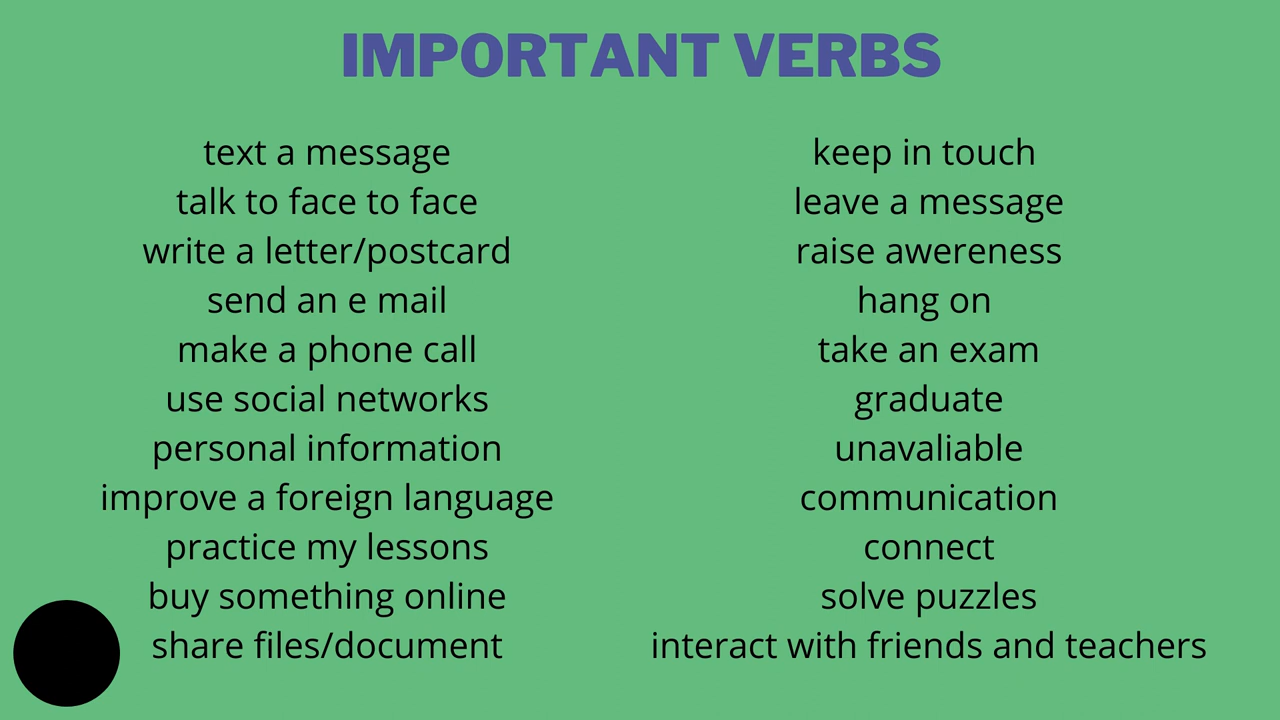 IMPORTANT VERBS
text a message
talk to face to face
write a letter/postcard
send an e mail
make a phone call
use social networks
personal information
improve a foreign language
practice my lessons
buy something online
share files/document
keep in touch
leave a message
raise awereness
hang on
take an exam
graduate
unavaliable
communication
connect
solve puzzles
interact with friends and teachers